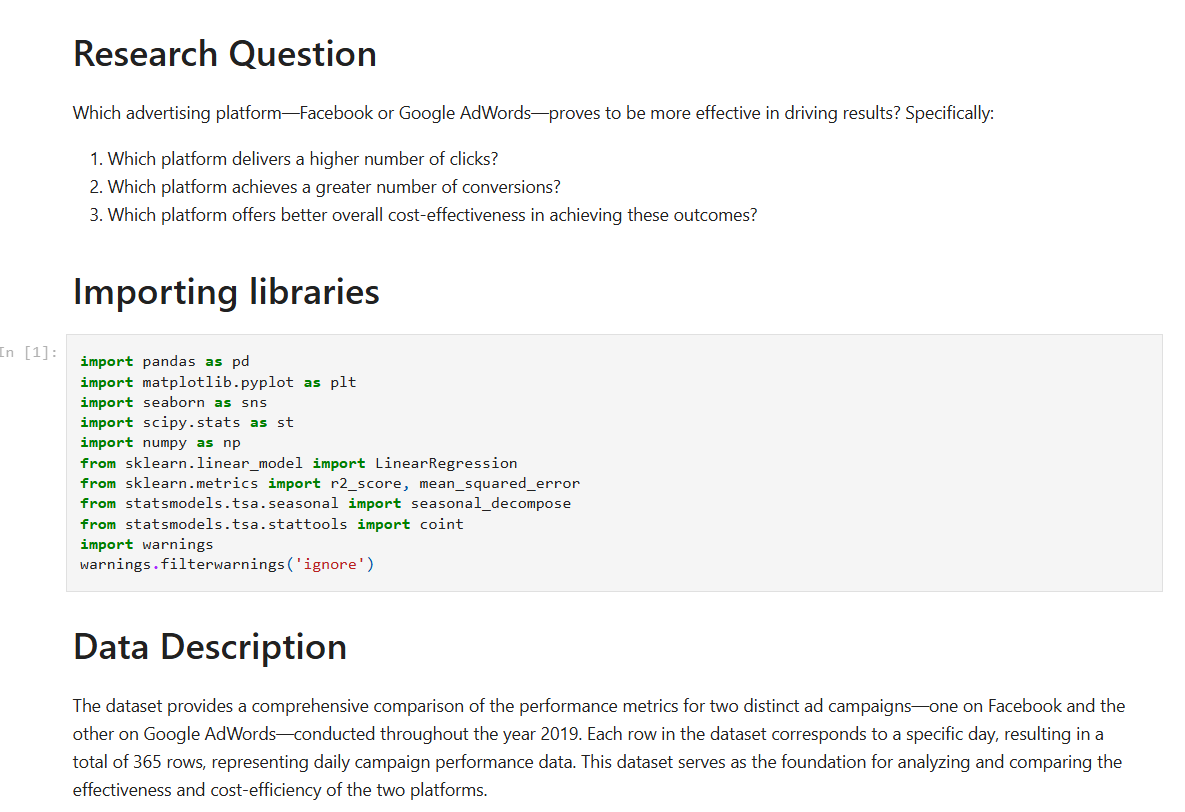 Research Question
Which advertising platform—Facebook or Google AdWords—proves to be more effective in driving results? Specifically:
1. Which platform delivers a higher number of clicks?
2. Which platform achieves a greater number of conversions?
3. Which platform offers better overall cost-effectiveness in achieving these outcomes?
Importing libraries
In [1]:
import pandas as pd
import matplotlib.pyplot as plt
import seaborn as sns
import scipy.stats as st
import numpy as np
from sklearn.linear_model import LinearRegression
from sklearn.metrics import r2_score, mean_squared_error
from statsmodels.tsa.seasonal import seasonal_decompose
from statsmodels.tsa.stattools import coint
import warnings
warnings.filterwarnings('ignore')
Data Description
The dataset provides a comprehensive comparison of the performance metrics for two distinct ad campaigns—one on Facebook and the
other on Google AdWords—conducted throughout the year 2019. Each row in the dataset corresponds to a specific day, resulting in a
total of 365 rows, representing daily campaign performance data. This dataset serves as the foundation for analyzing and comparing the
effectiveness and cost-efficiency of the two platforms.